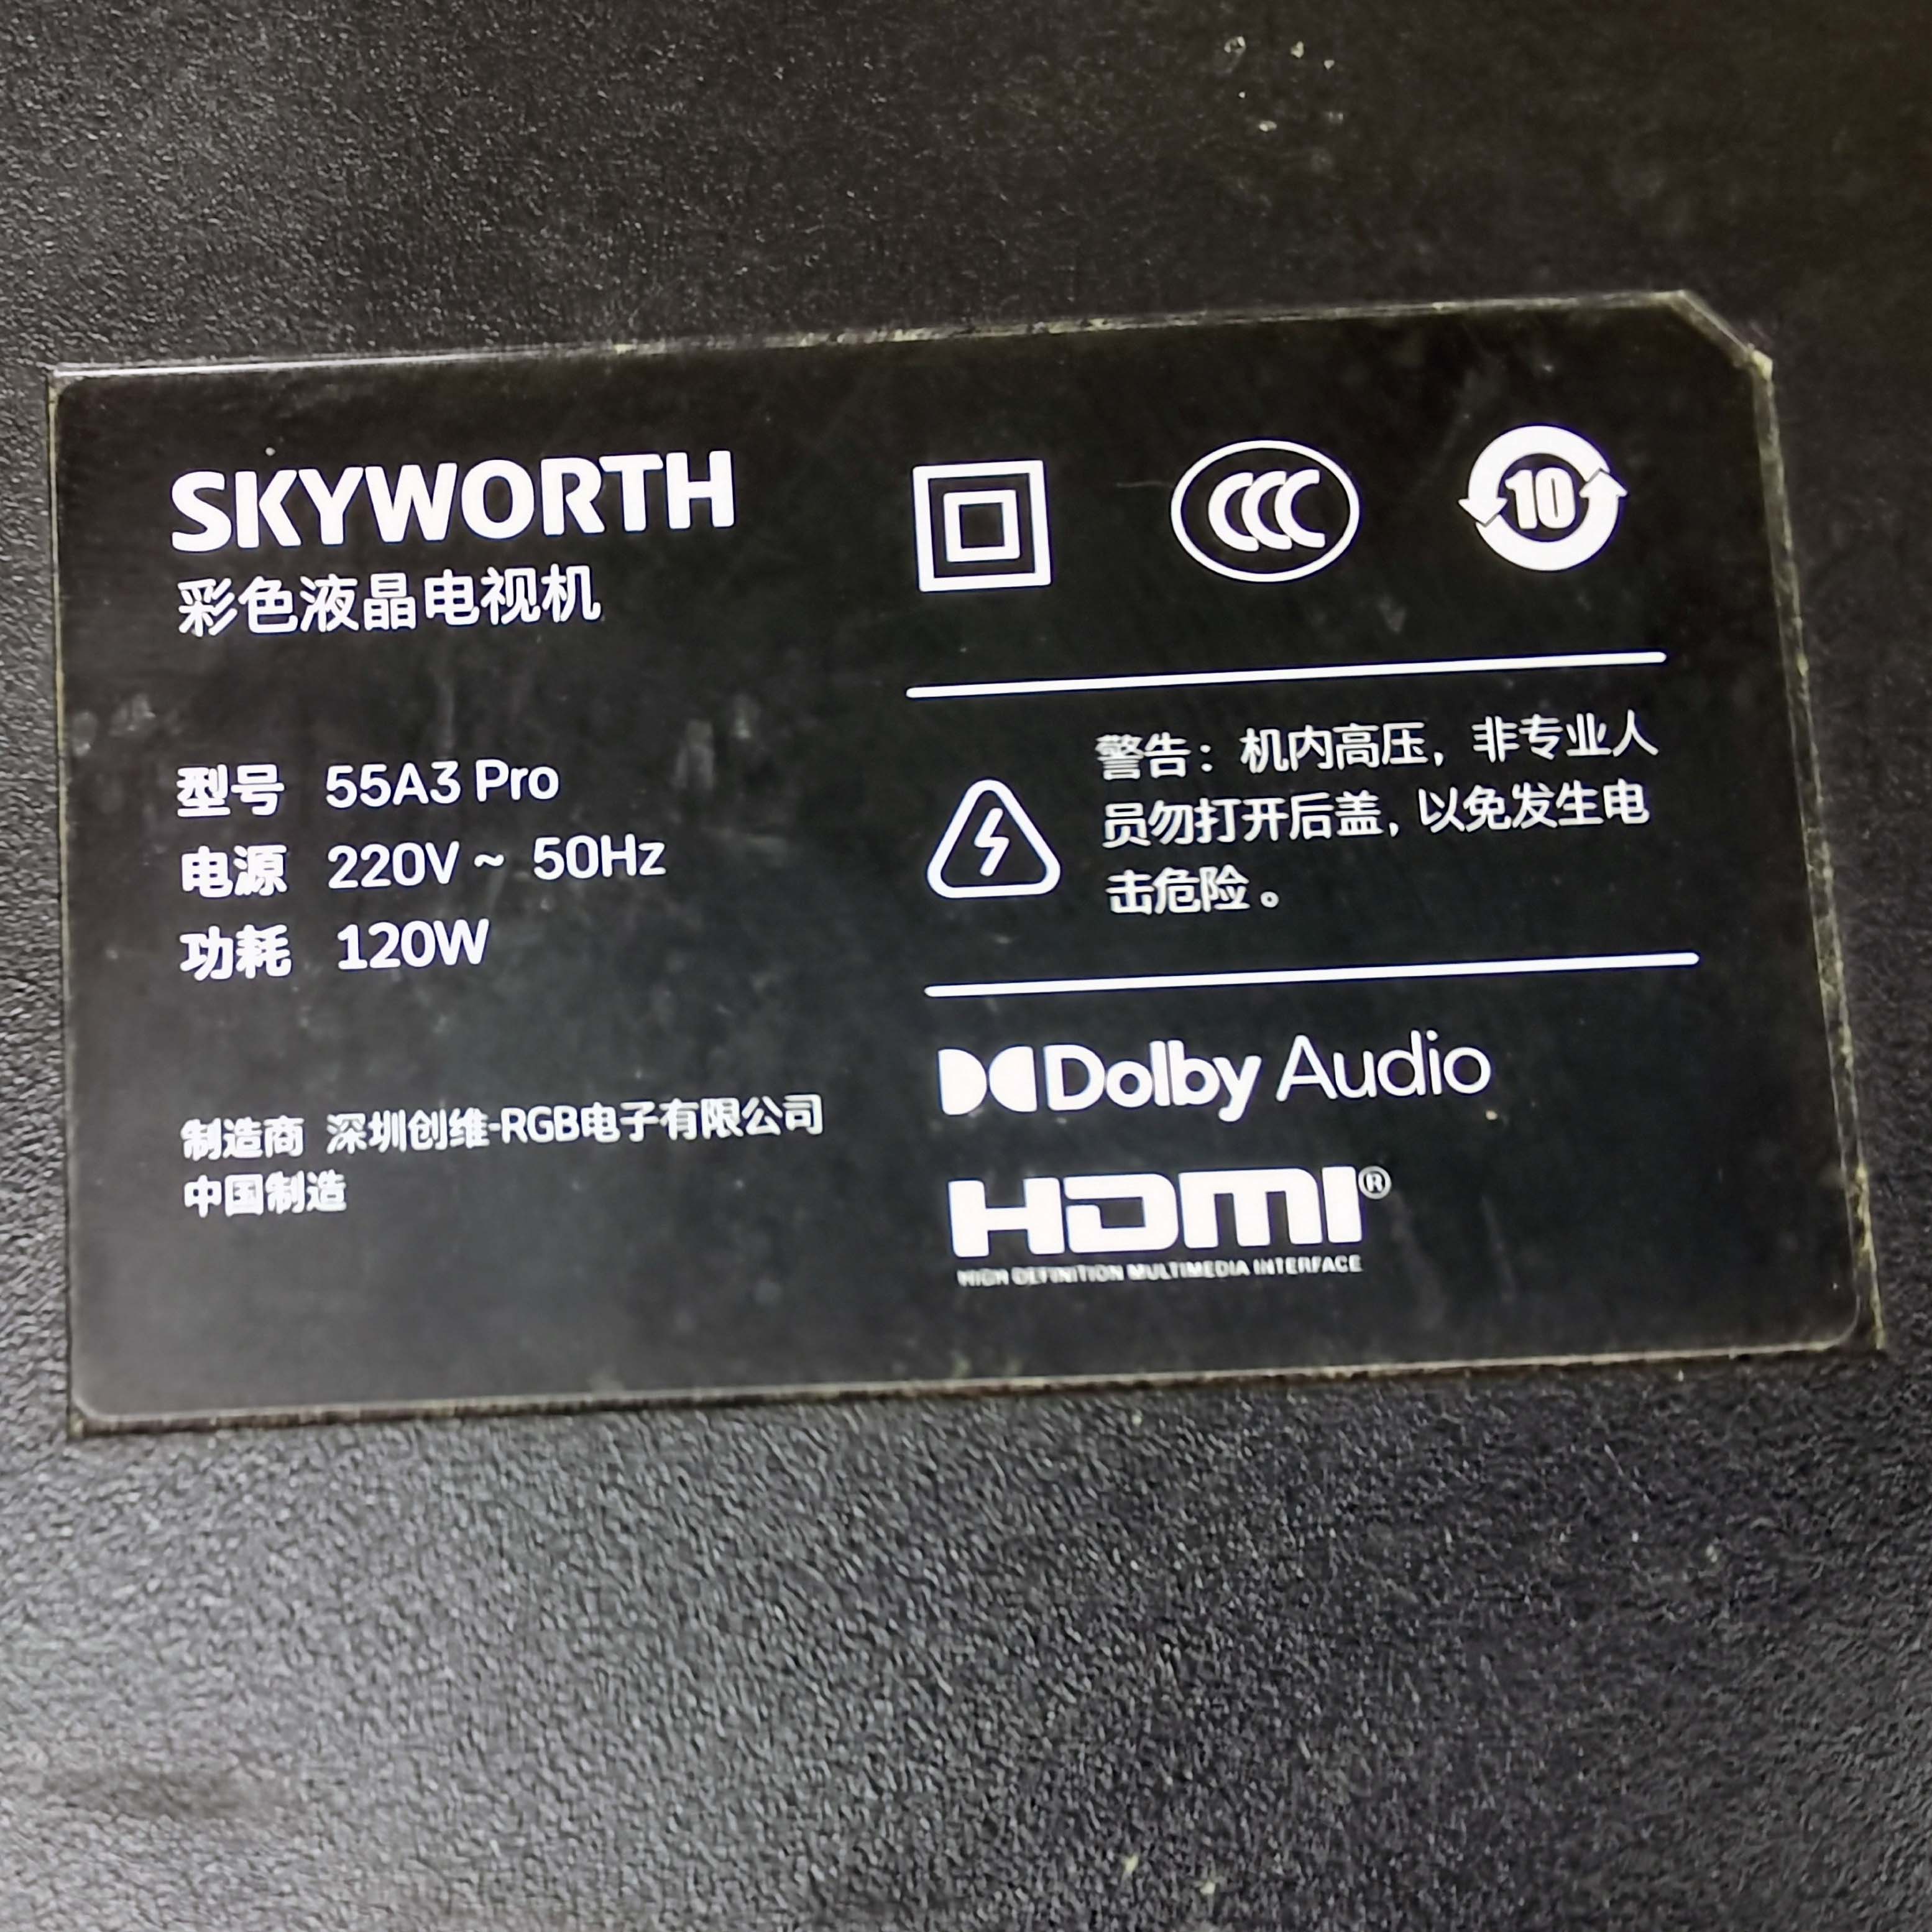 SKYWORTH
彩色液晶电视机
型号 55A3 Pro
电源 220V ~ 50Hz
功耗 120W
制造商 深圳创维-RGB电子有限公司
中国制造
CCC
10
警告：机内高压，非专业人
员勿打开后盖，以免发生电
击危险。
Dolby Audio
HDMI®
HIGH DEFINITION MULTIMEDIA INTERFACE